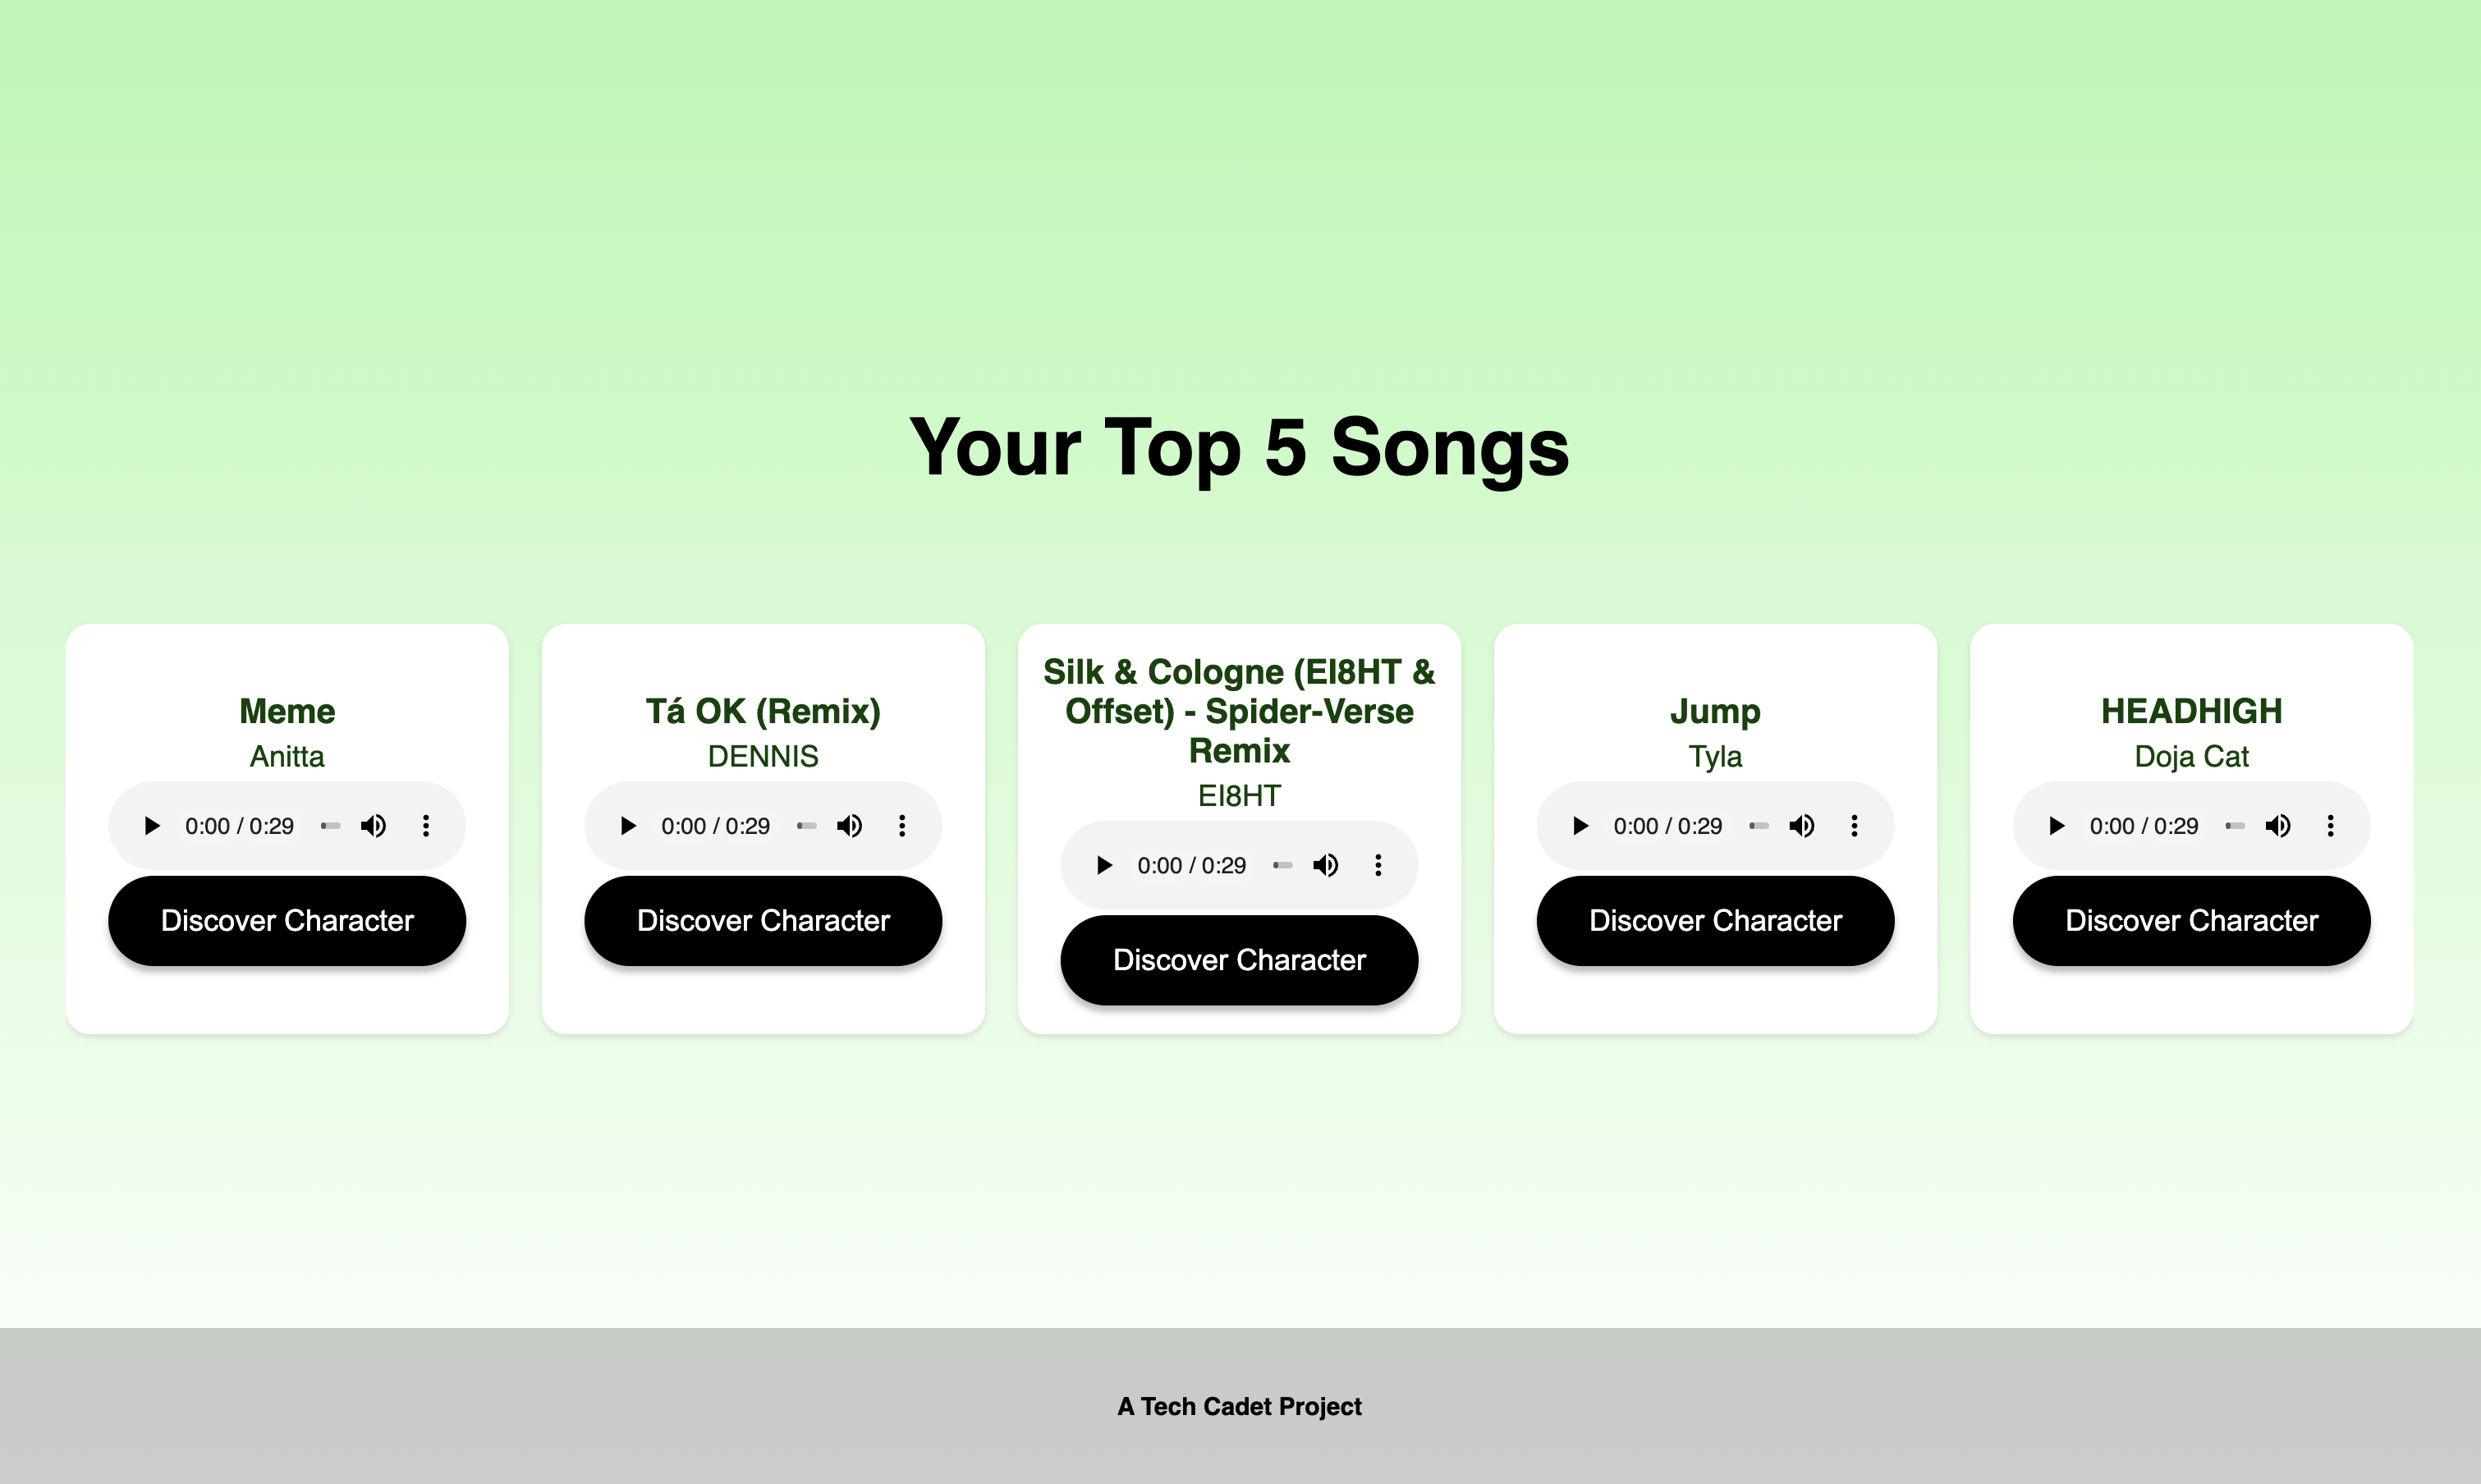 Your Top 5 Songs
Meme
Anitta
0:00 / 0:29
Discover Character
Tá OK (Remix)
DENNIS
0:00 / 0:29
Discover Character
Silk & Cologne (EI8HT &
Offset) - Spider-Verse
Remix
EI8HT
0:00 / 0:29
Discover Character
Jump
Tyla
0:00 / 0:29
Discover Character
HEADHIGH
Doja Cat
0:00 / 0:29
Discover Character
A Tech Cadet Project